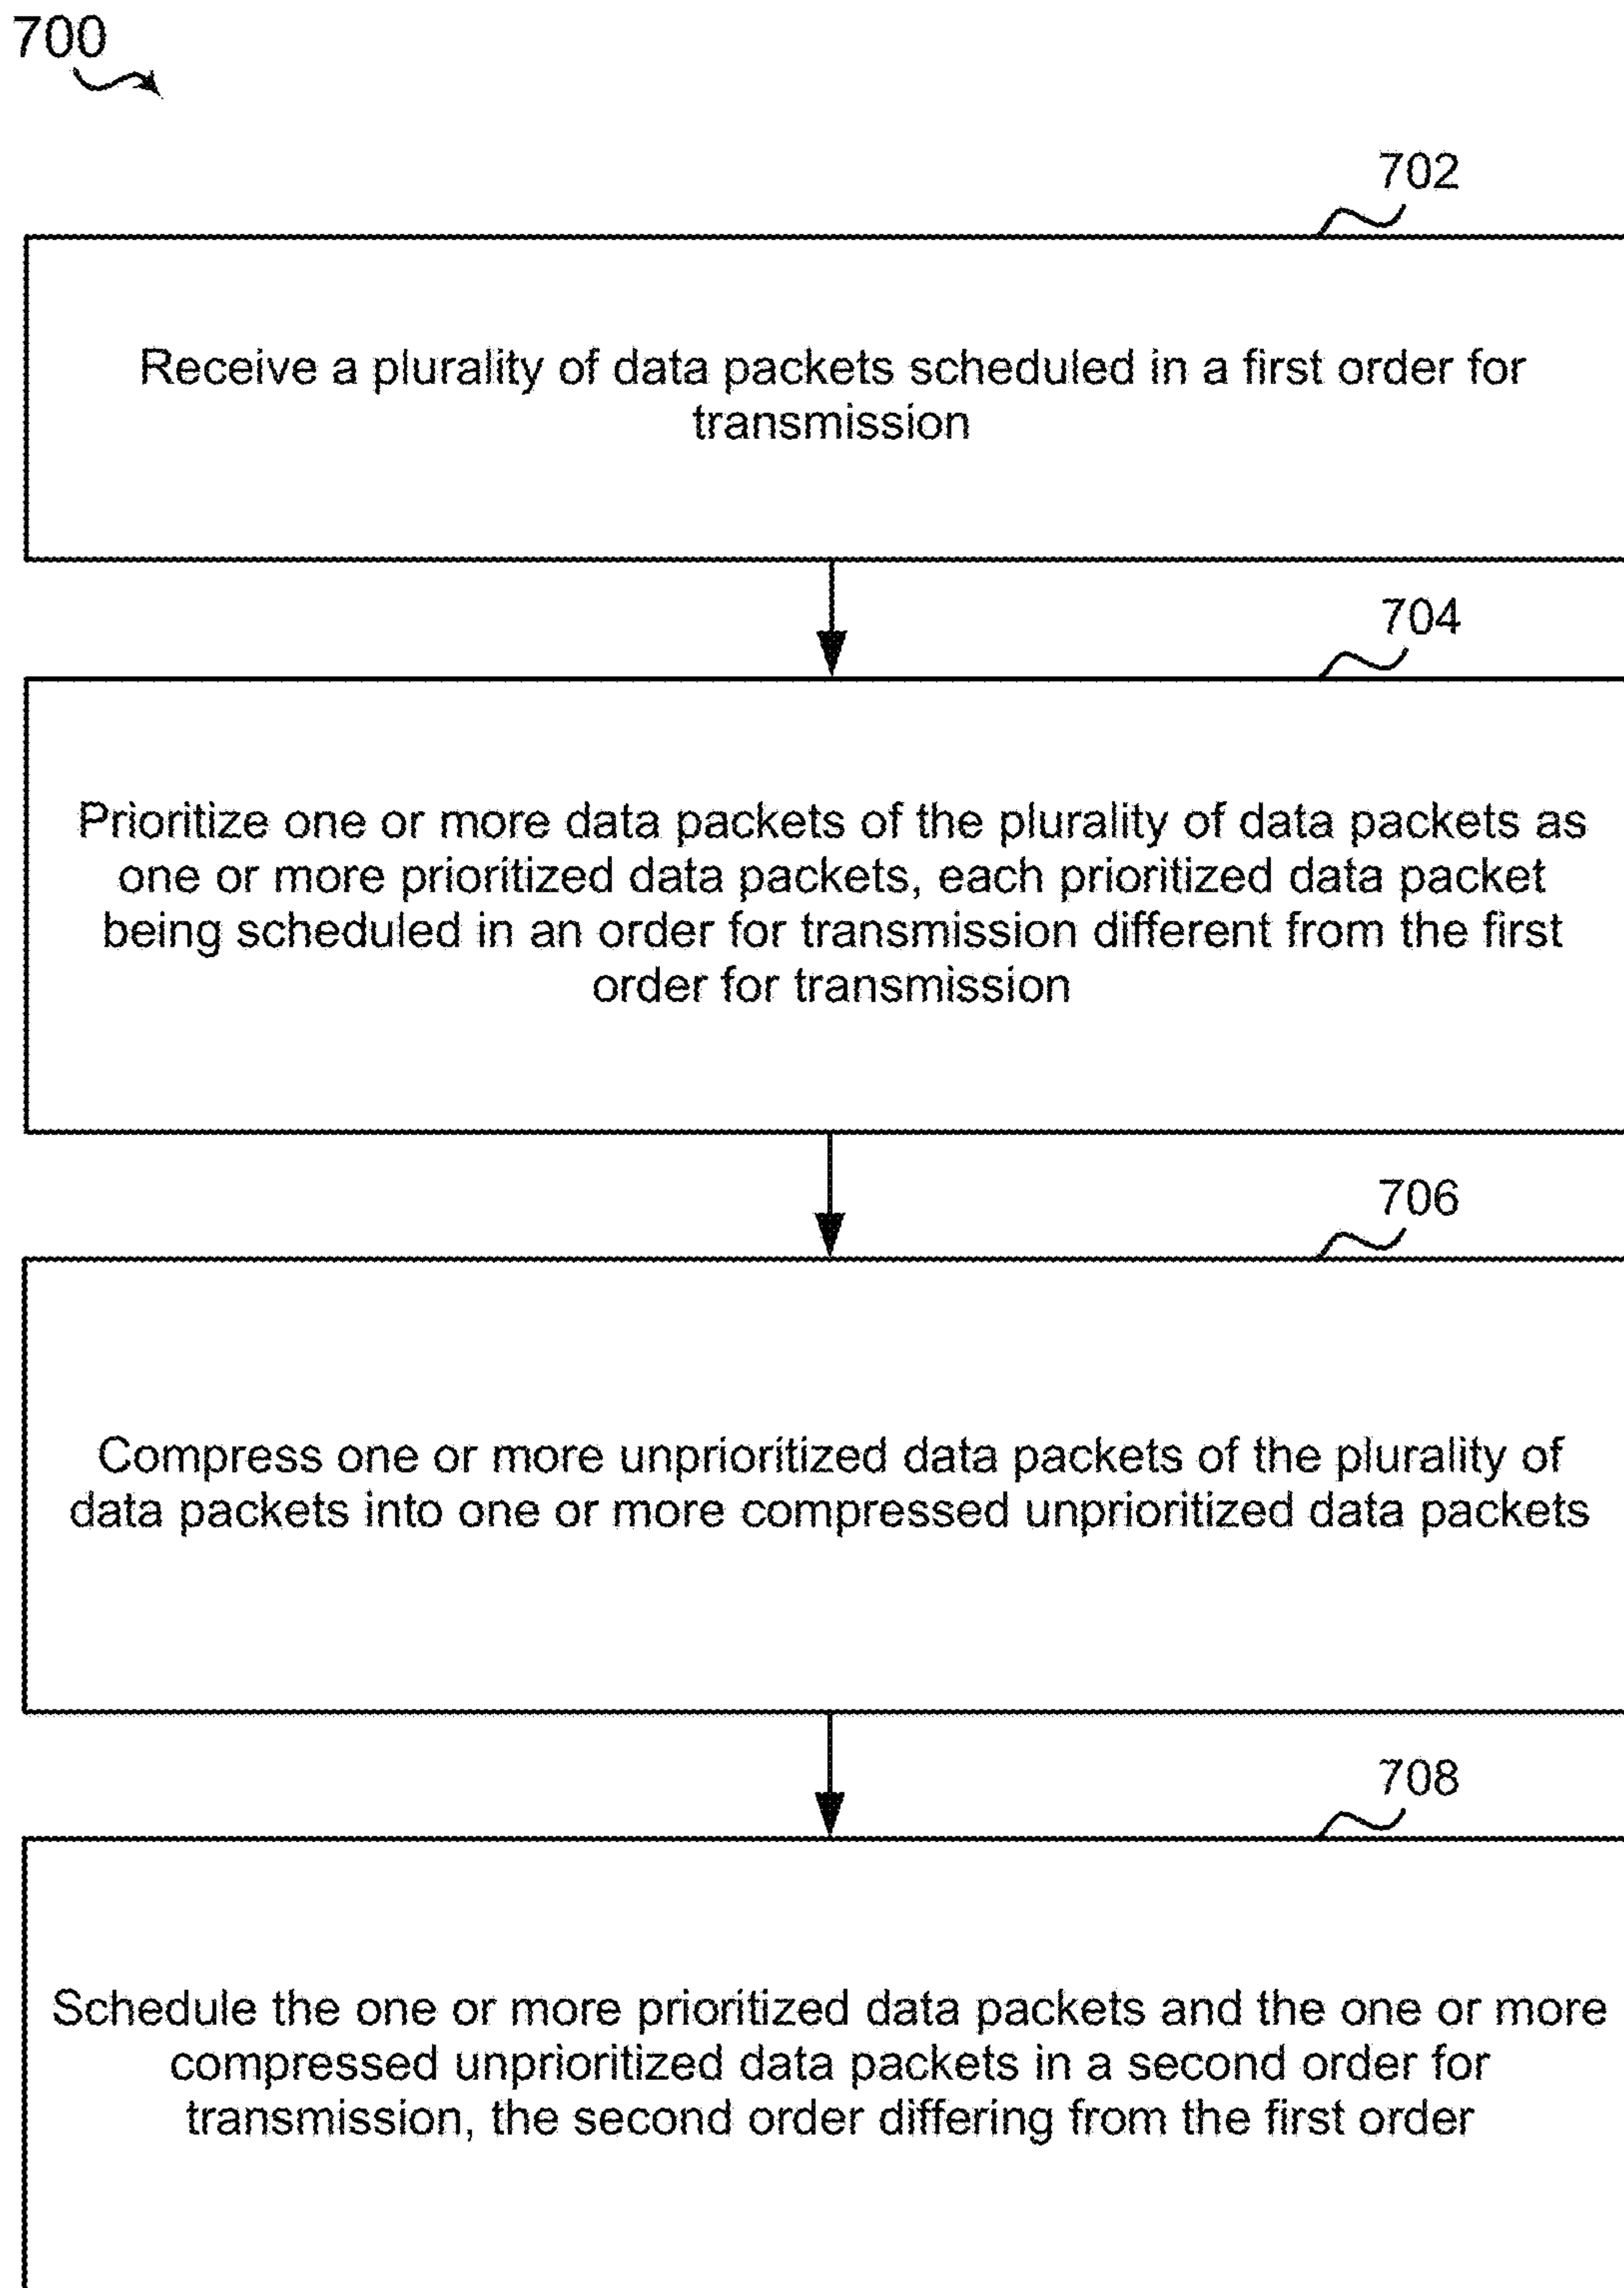 700
702
Receive a plurality of data packets scheduled in a first order for
transmission
704
Prioritize one or more data packets of the plurality of data packets as
one or more prioritized data packets, each prioritized data packet
being scheduled in an order for transmission different from the first
order for transmission
706
Compress one or more unprioritized data packets of the plurality of
data packets into one or more compressed unprioritized data packets
708
Schedule the one or more prioritized data packets and the one or more
compressed unprioritized data packets in a second order for
transmission, the second order differing from the first order